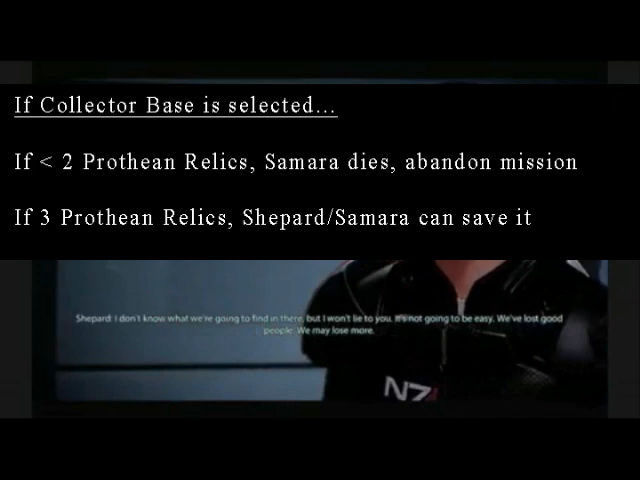 If Collector Base is selected...
If < 2 Prothean Relics, Samara dies, abandon mission
If 3 Prothean Relics, Shepard/Samara can save it
Shepard: I don't know what we're going to find in there, but I won't lie to you. It's not going to be easy. We've lost good
people. We may lose more.
N7